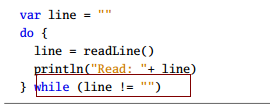 var line = ""
do {
line = readLine()
println("Read: "+ line)
} while (line != "")